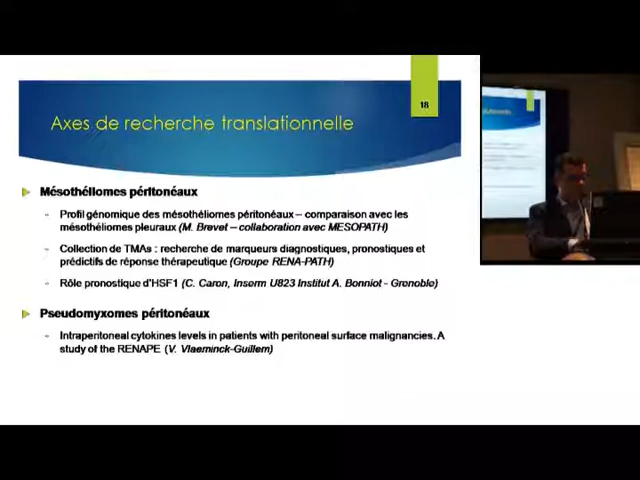 18
Axes de recherche translationnelle
Mésothéliomes péritonéaux
- Profil génomique des mésothéliomes péritonéaux – comparaison avec les
mésothéliomes pleuraux (M. Brevet – collaboration avec MESOPATH)
- Collection de TMAs : recherche de marqueurs diagnostiques, pronostiques et
prédictifs de réponse thérapeutique (Groupe RENA-PATH)
- Rôle pronostique d'HSF1 (C. Caron, Inserm U823 Institut A. Bonniot - Grenoble)
Pseudomyxomes péritonéaux
- Intraperitoneal cytokines levels in patients with peritoneal surface malignancies. A
study of the RENAPE (V. Vlaeminck-Guillem)